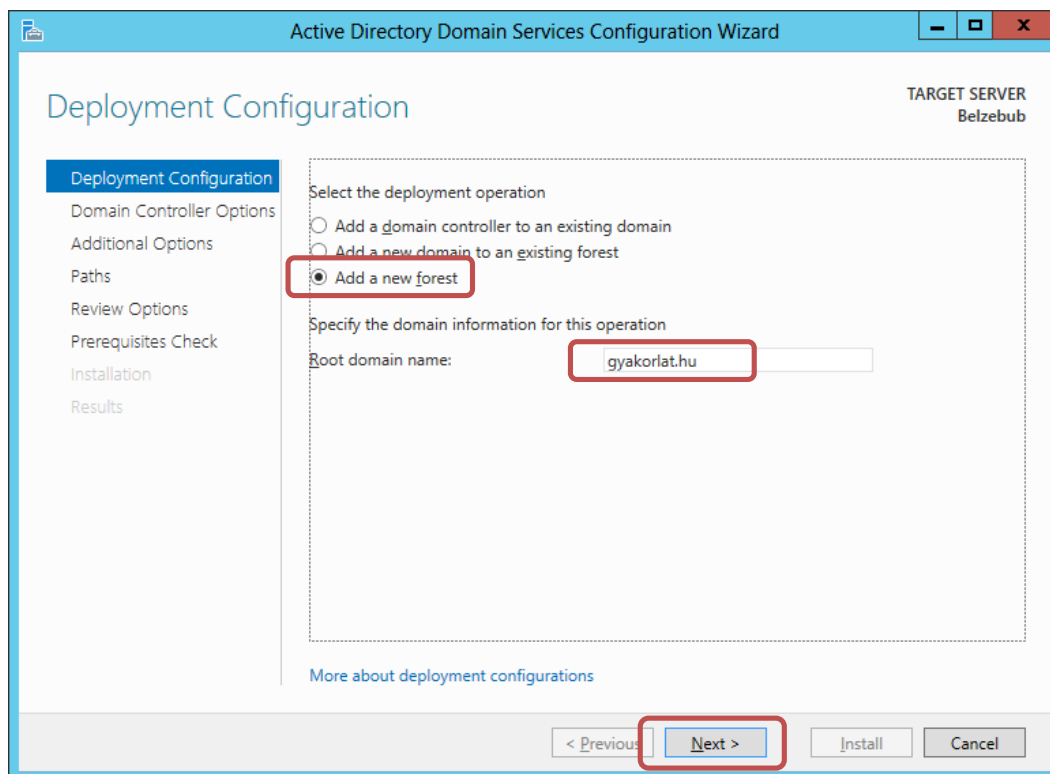 Active Directory Domain Services Configuration Wizard
Deployment Configuration
TARGET SERVER
Belzebub
Deployment Configuration
Domain Controller Options
Additional Options
Paths
Review Options
Prerequisites Check
Installation
Results
Select the deployment operation
Add a domain controller to an existing domain
Add a new domain to an existing forest
Add a new forest
Specify the domain information for this operation
Root domain name: gyakorlat.hu
More about deployment configurations
< Previous Next > Install Cancel